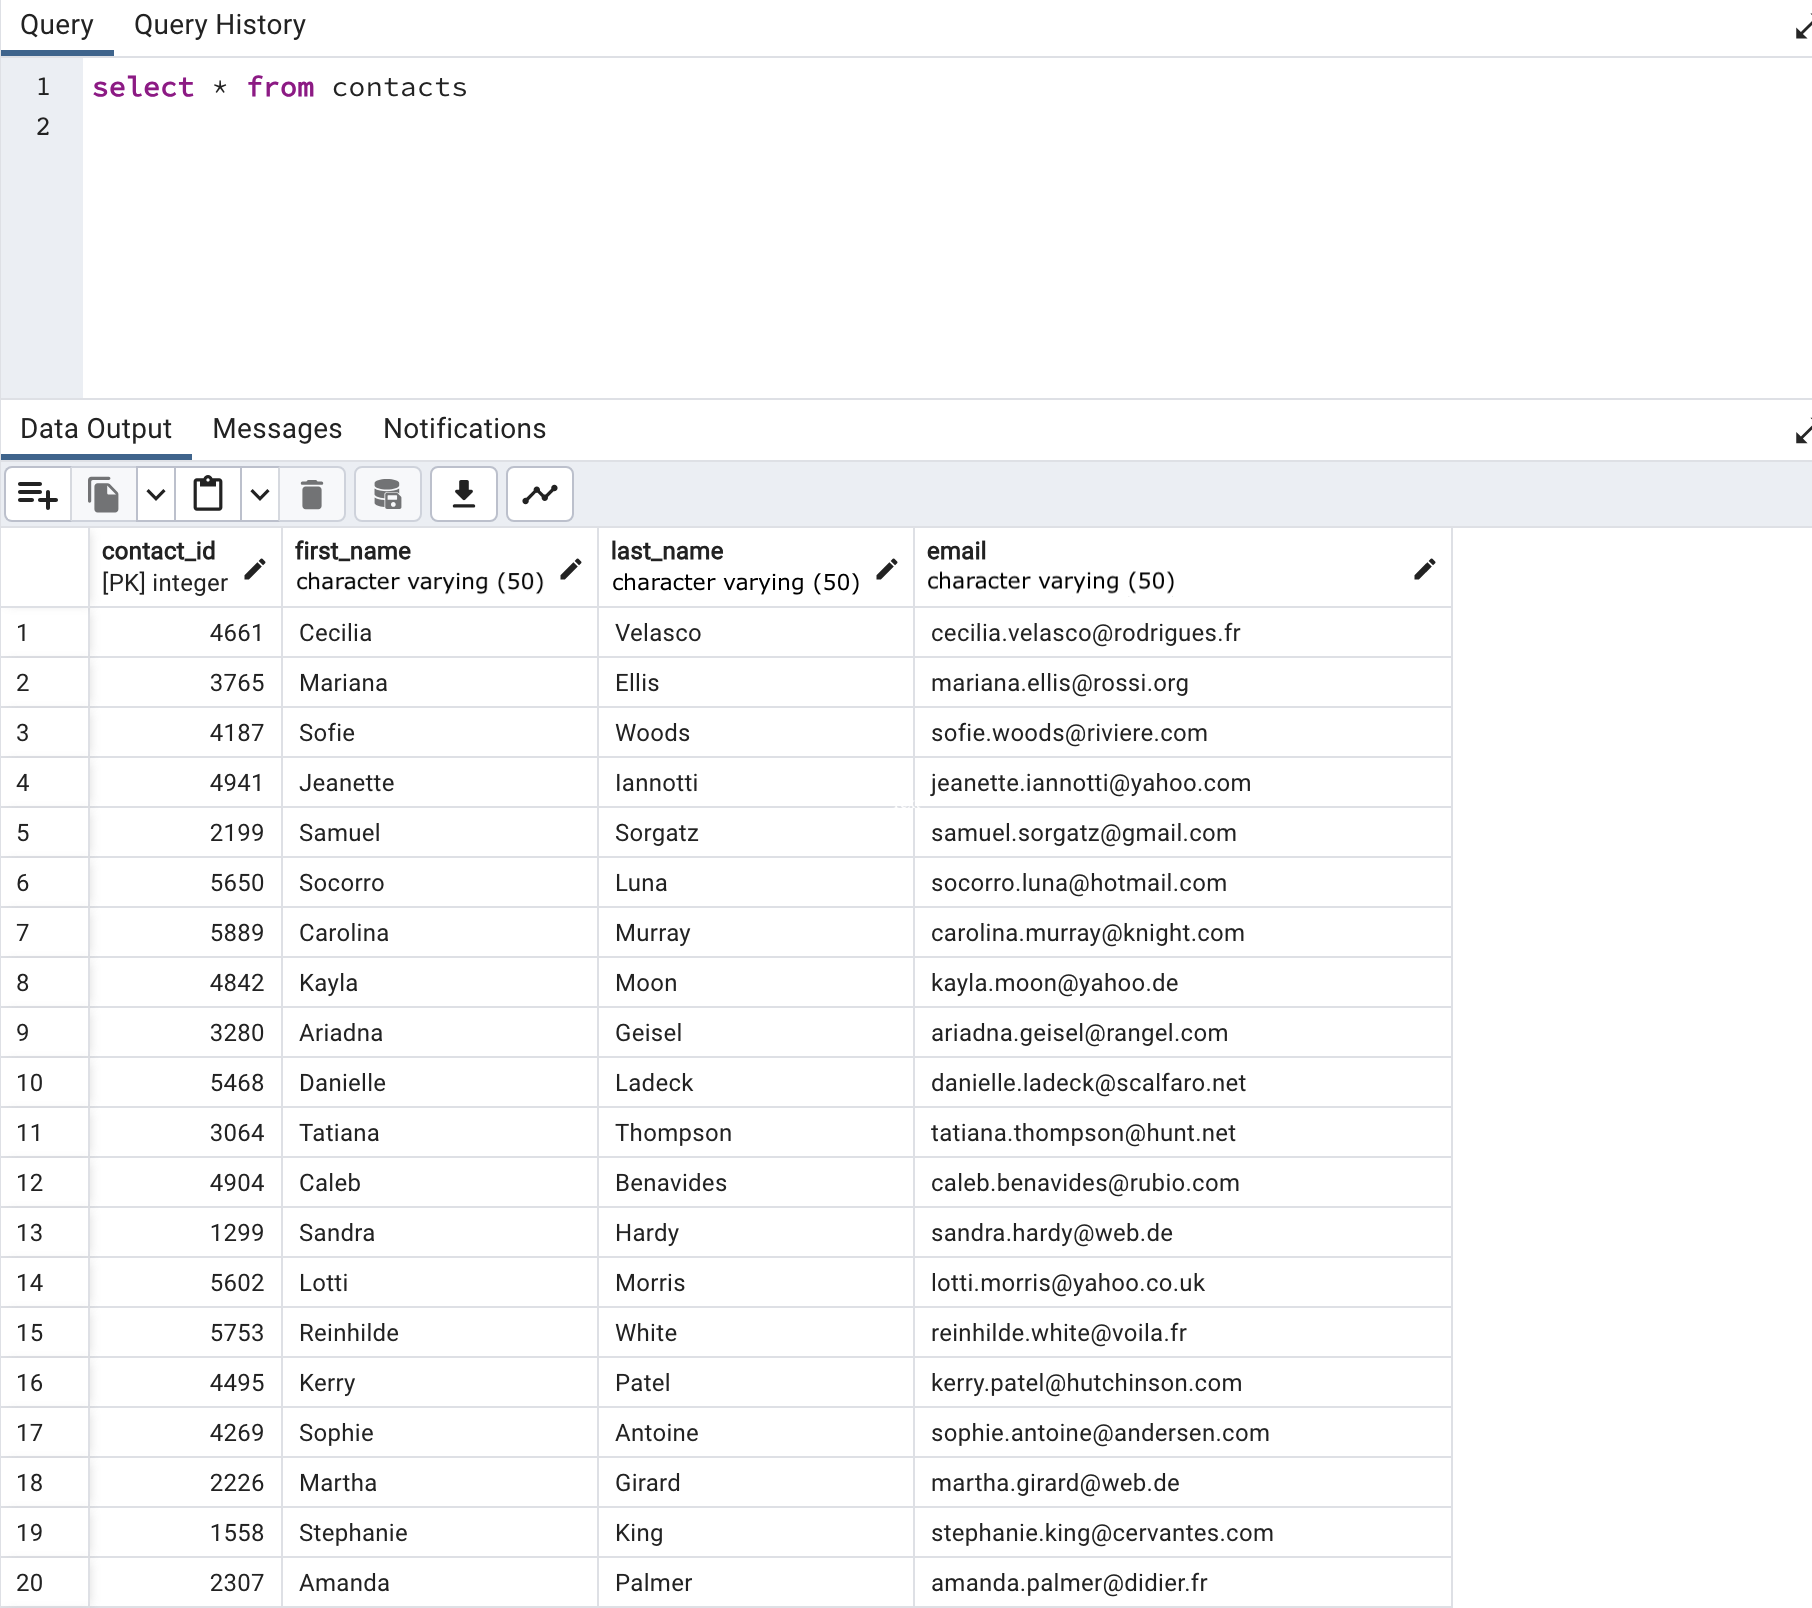 Query Query History
1 select * from contacts
2
Data Output Messages Notifications
contact_id first_name last_name email
[PK] integer character varying (50) character varying (50) character varying (50)
1 4661 Cecilia Velasco cecilia.velasco@rodrigues.fr
2 3765 Mariana Ellis mariana.ellis@rossi.org
3 4187 Sofie Woods sofie.woods@riviere.com
4 4941 Jeanette Iannotti jeanette.iannotti@yahoo.com
5 2199 Samuel Sorgatz samuel.sorgatz@gmail.com
6 5650 Socorro Luna socorro.luna@hotmail.com
7 5889 Carolina Murray carolina.murray@knight.com
8 4842 Kayla Moon kayla.moon@yahoo.de
9 3280 Ariadna Geisel ariadna.geisel@rangel.com
10 5468 Danielle Ladeck danielle.ladeck@scalfaro.net
11 3064 Tatiana Thompson tatiana.thompson@hunt.net
12 4904 Caleb Benavides caleb.benavides@rubio.com
13 1299 Sandra Hardy sandra.hardy@web.de
14 5602 Lotti Morris lotti.morris@yahoo.co.uk
15 5753 Reinhilde White reinhilde.white@voila.fr
16 4495 Kerry Patel kerry.patel@hutchinson.com
17 4269 Sophie Antoine sophie.antoine@andersen.com
18 2226 Martha Girard martha.girard@web.de
19 1558 Stephanie King stephanie.king@cervantes.com
20 2307 Amanda Palmer amanda.palmer@didier.fr